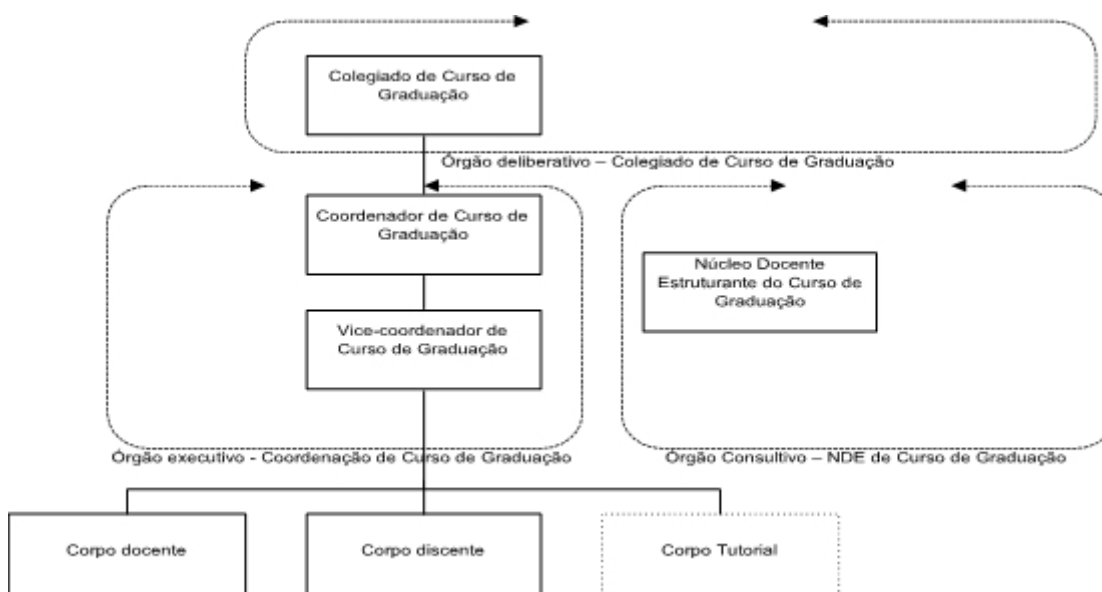 Colegiado de Curso de
Graduação
Órgão deliberativo – Colegiado de Curso de Graduação
Coordenador de Curso de
Graduação
Vice-coordenador de
Curso de Graduação
Órgão executivo - Coordenação de Curso de Graduação
Núcleo Docente
Estruturante do Curso de
Graduação
Órgão Consultivo – NDE de Curso de Graduação
Corpo docente
Corpo discente
Corpo Tutorial